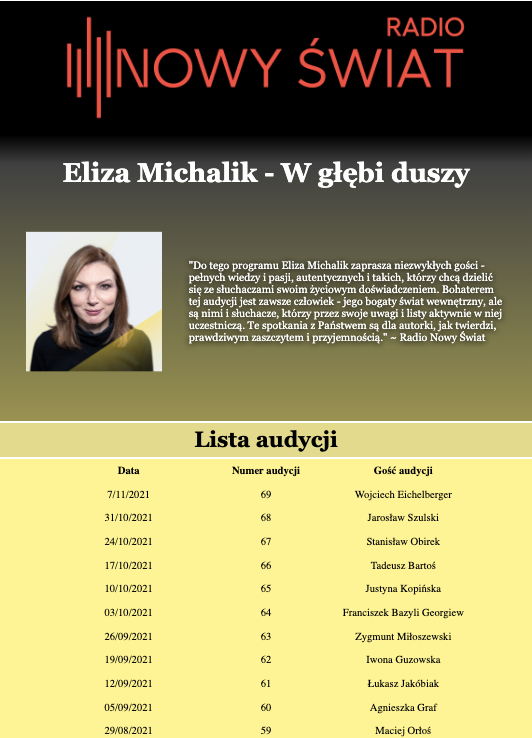 RADIO
NOWY ŚWIAT
Eliza Michalik - W głębi duszy
"Do tego programu Eliza Michalik zaprasza niezwykłych gości -
pełnych wiedzy i pasji, autentycznych i takich, którzy chcą dzielić
się ze słuchaczami swoim życiowym doświadczeniem. Bohaterem
tej audycji jest zawsze człowiek - jego bogaty świat wewnętrzny, ale
są nimi i słuchacze, którzy przez swoje uwagi i listy aktywnie w niej
uczestniczą. Te spotkania z Państwem są dla autorki, jak twierdzi,
prawdziwym zaszczytem i przyjemnością." ~ Radio Nowy Świat
Lista audycji
Data Numer audycji Gość audycji
7/11/2021 69 Wojciech Eichelberger
31/10/2021 68 Jarosław Szulski
24/10/2021 67 Stanisław Obirek
17/10/2021 66 Tadeusz Bartoś
10/10/2021 65 Justyna Kopińska
03/10/2021 64 Franciszek Bazyli Georgiew
26/09/2021 63 Zygmunt Miłoszewski
19/09/2021 62 Iwona Guzowska
12/09/2021 61 Łukasz Jakóbiak
05/09/2021 60 Agnieszka Graf
29/08/2021 59 Maciej Orłoś